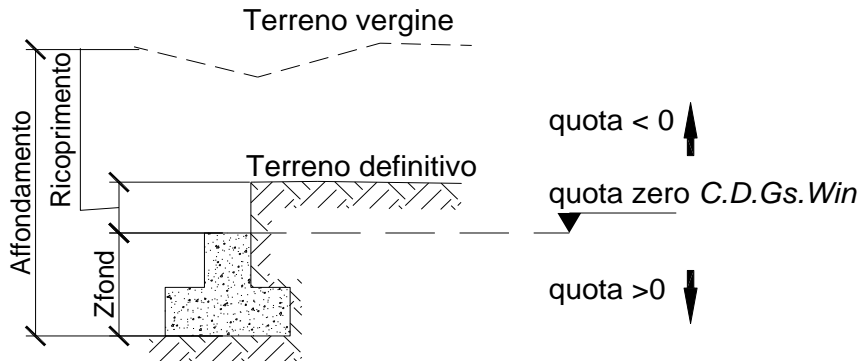 Terreno vergine
Affondamento
Ricoprimento
quota < 0
Terreno definitivo
quota zero C.D.Gs.Win
Zfond
quota >0